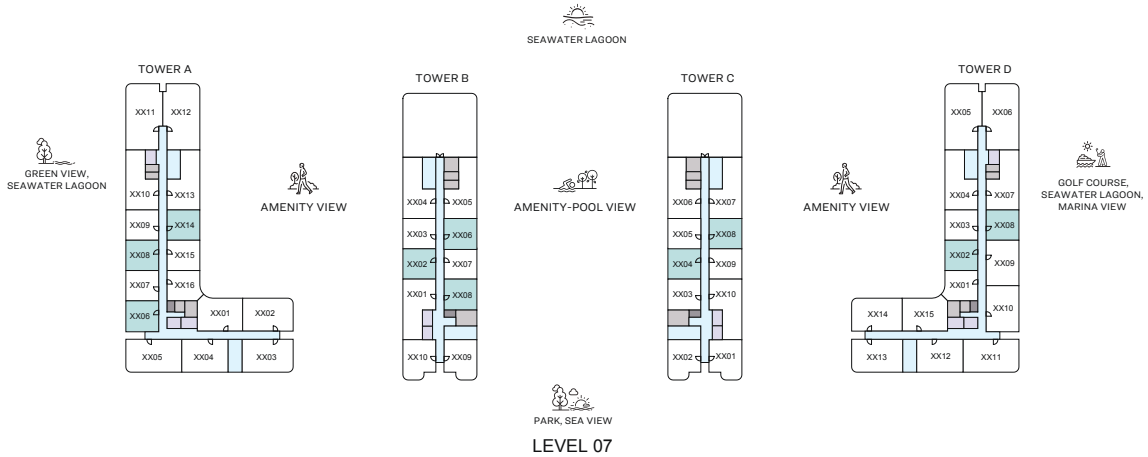 SEAWATER LAGOON
TOWER A
TOWER B
TOWER C
TOWER D
XX11
XX12
XX10
XX13
XX09
XX14
XX08
XX15
XX07
XX16
XX06
XX01
XX02
XX05
XX04
XX03
XX04
XX05
XX03
XX06
XX02
XX07
XX01
XX08
XX10
XX09
XX06
XX07
XX05
XX08
XX04
XX09
XX03
XX10
XX02
XX01
XX05
XX06
XX04
XX07
XX03
XX08
XX02
XX09
XX01
XX10
XX14
XX15
XX13
XX12
XX11
GREEN VIEW,
SEAWATER LAGOON
AMENITY VIEW
AMENITY-POOL VIEW
AMENITY VIEW
GOLF COURSE,
SEAWATER LAGOON,
MARINA VIEW
PARK, SEA VIEW
LEVEL 07